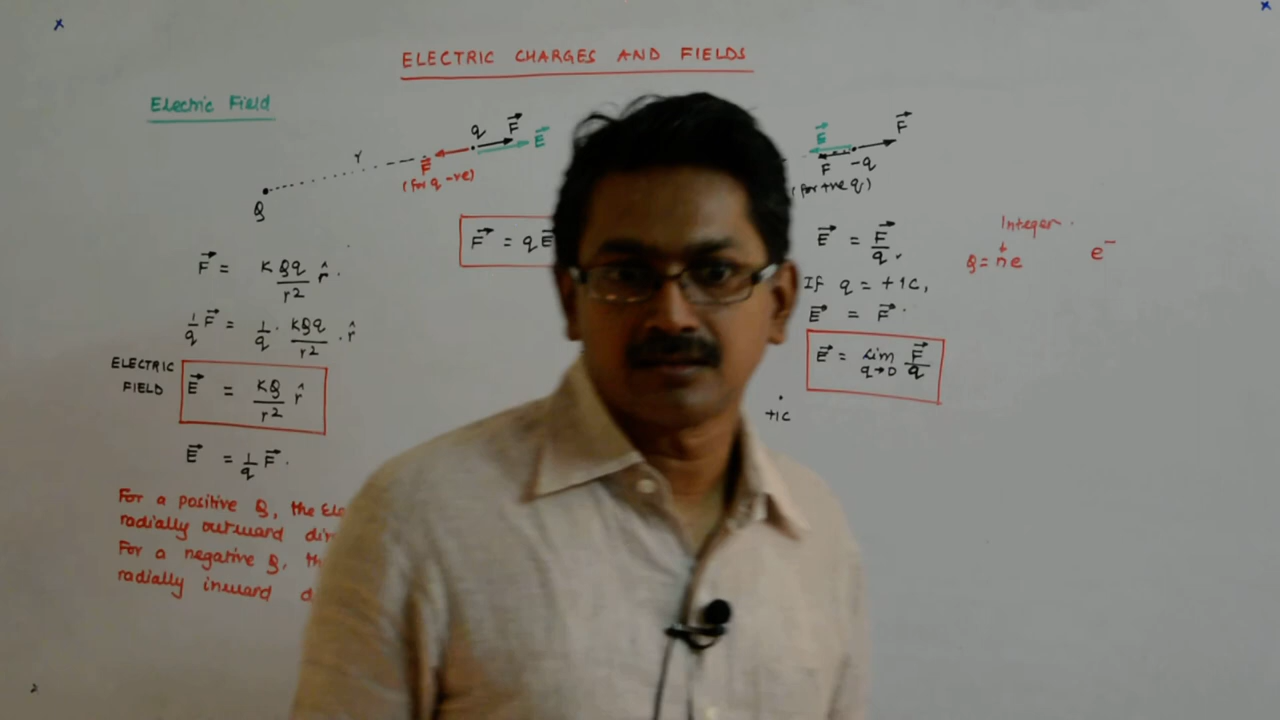 ELECTRIC CHARGES AND FIELDS
Electric Field
r
Q
q
F⃗
E⃗
F⃗
(for q -ve)
F⃗ = KQq/r² r̂.
1/q F⃗ = 1/q · KQq/r² . r̂
ELECTRIC FIELD
E⃗ = KQ/r² r̂
E⃗ = 1/q F⃗.
For a positive Q, the
radially outward
For a negative Q,
radially inward
F⃗ = q E
E⃗
F⃗
F -q
(for +ve q)
E⃗ = F⃗/q,
If q = +1C,
E⃗ = F⃗.
E⃗ = Lim q→0 F⃗/q
+1C
Integer.
↓
Q = ne
e⁻
2